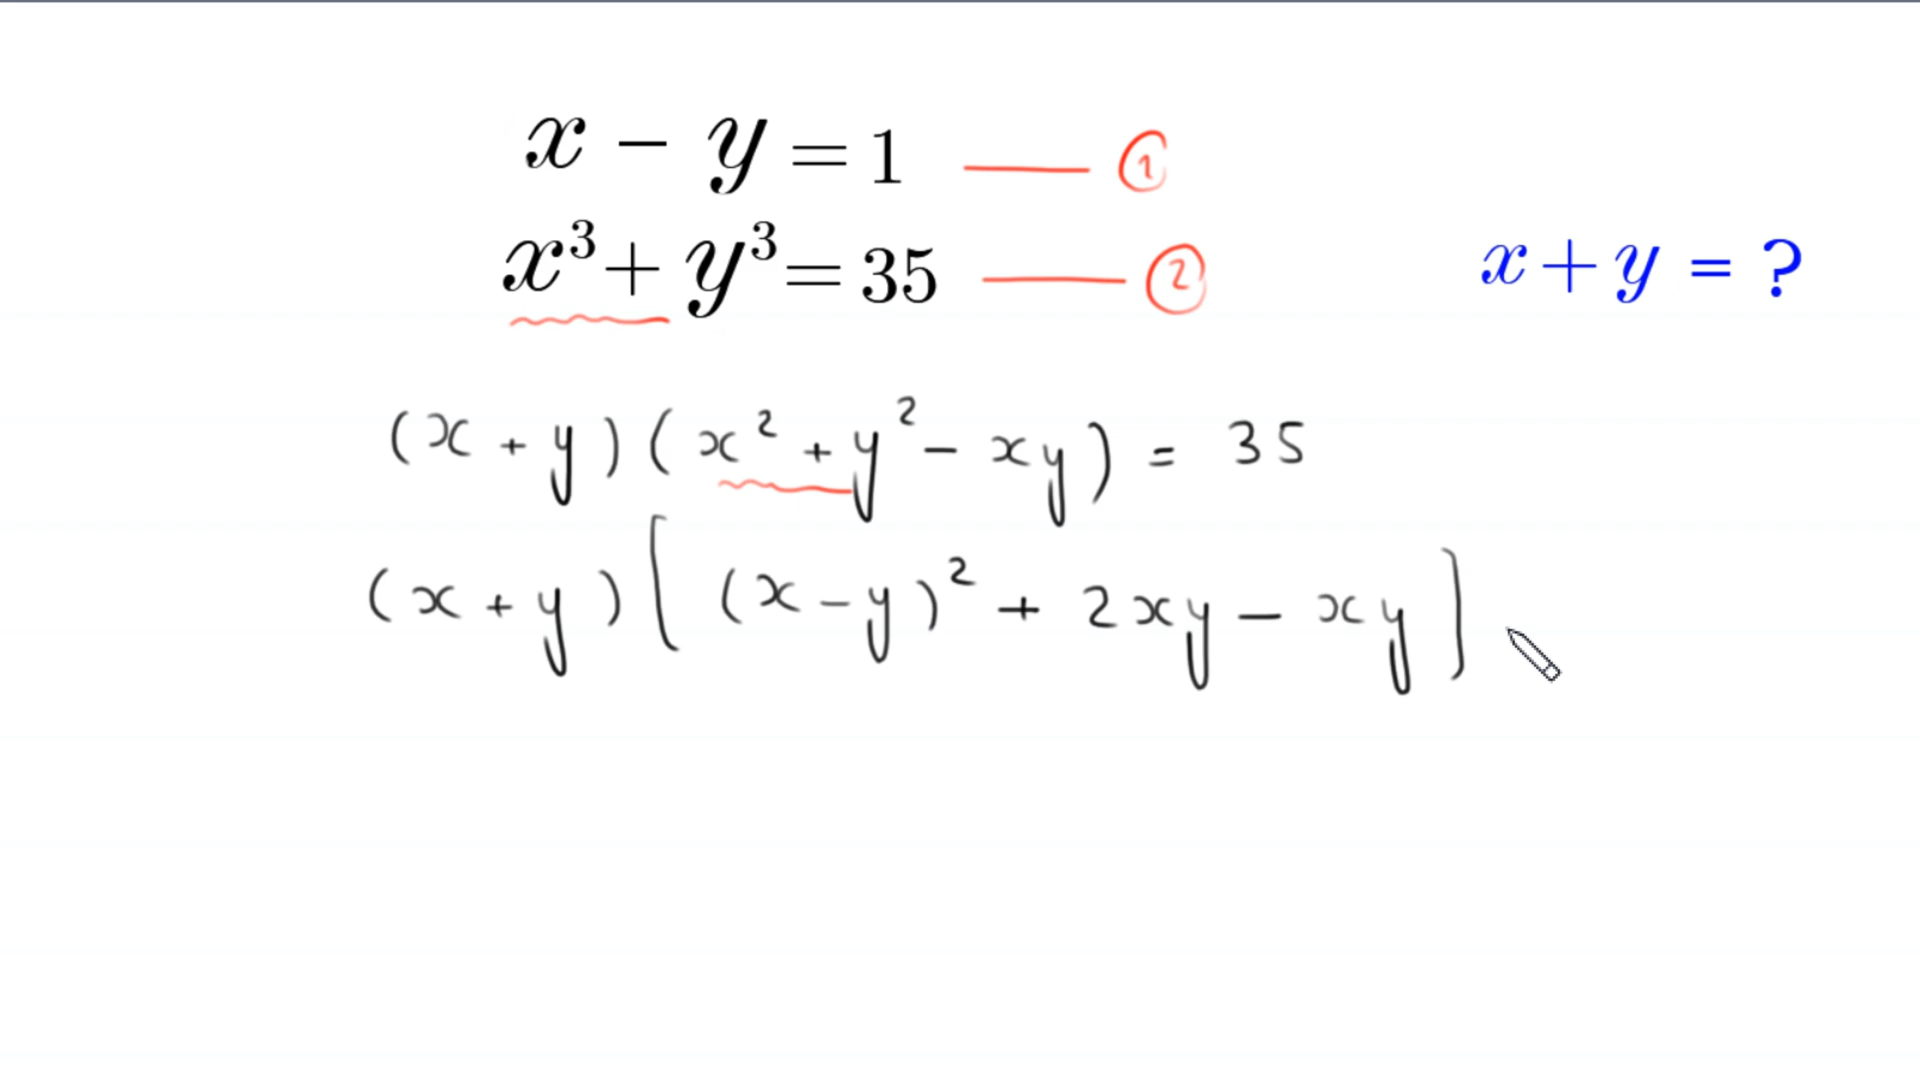 x - y = 1 —— ①
x³ + y³ = 35 —— ②
x + y = ?
(x + y)(x² + y² - xy) = 35
(x + y)[(x - y)² + 2xy - xy]